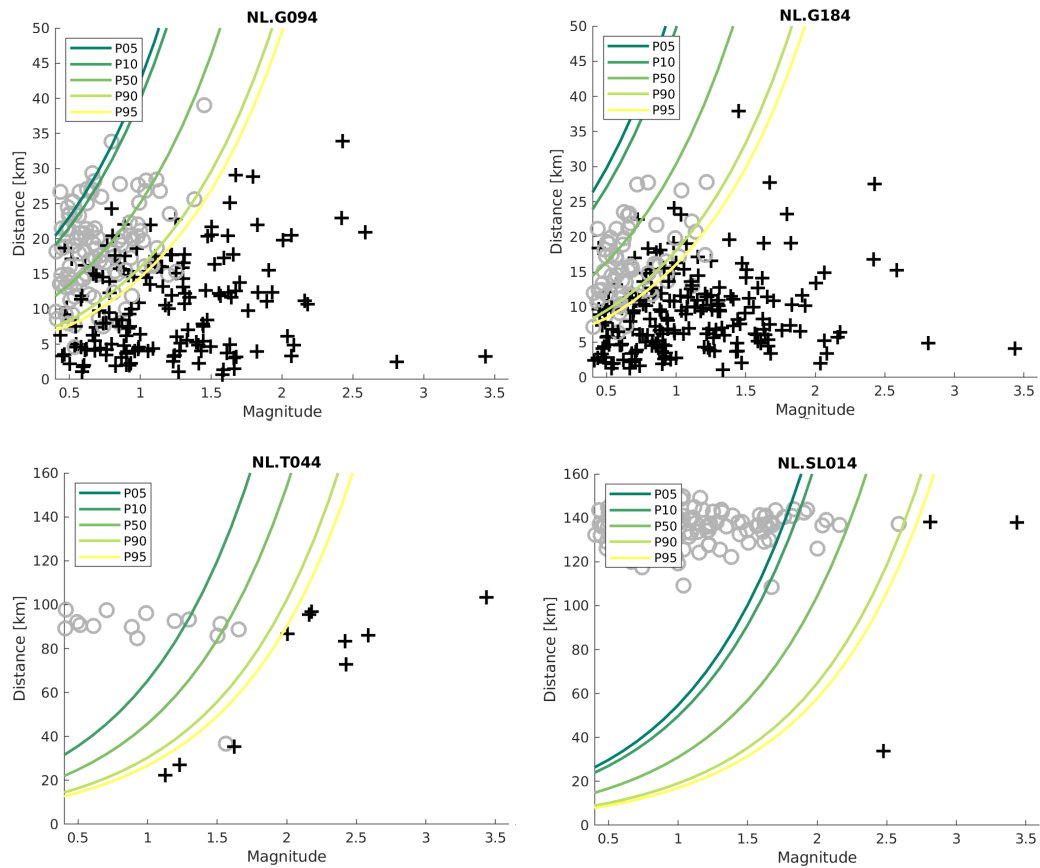 NL.G094
50
45
40
35
30
25
20
15
10
5
0
Distance [km]
P05
P10
P50
P90
P95
0.5
1
1.5
2
2.5
3
3.5
Magnitude
NL.G184
50
45
40
35
30
25
20
15
10
5
0
Distance [km]
P05
P10
P50
P90
P95
0.5
1
1.5
2
2.5
3
3.5
Magnitude
NL.T044
160
140
120
100
80
60
40
20
0
Distance [km]
P05
P10
P50
P90
P95
0.5
1
1.5
2
2.5
3
3.5
Magnitude
NL.SL014
160
140
120
100
80
60
40
20
0
Distance [km]
P05
P10
P50
P90
P95
0.5
1
1.5
2
2.5
3
3.5
Magnitude